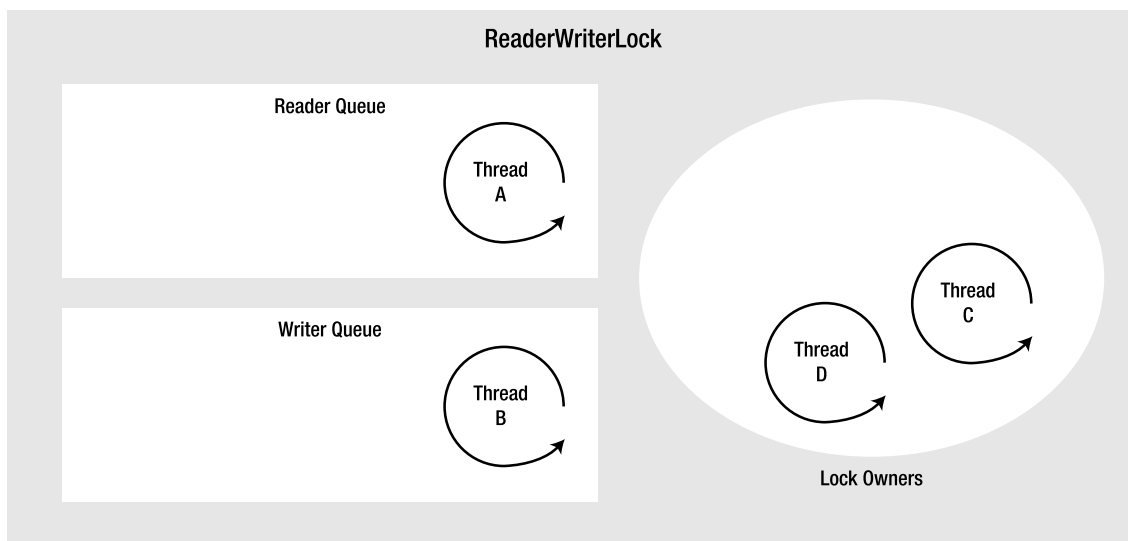 ReaderWriterLock
Reader Queue
Thread
A
Writer Queue
Thread
B
Thread
C
Thread
D
Lock Owners